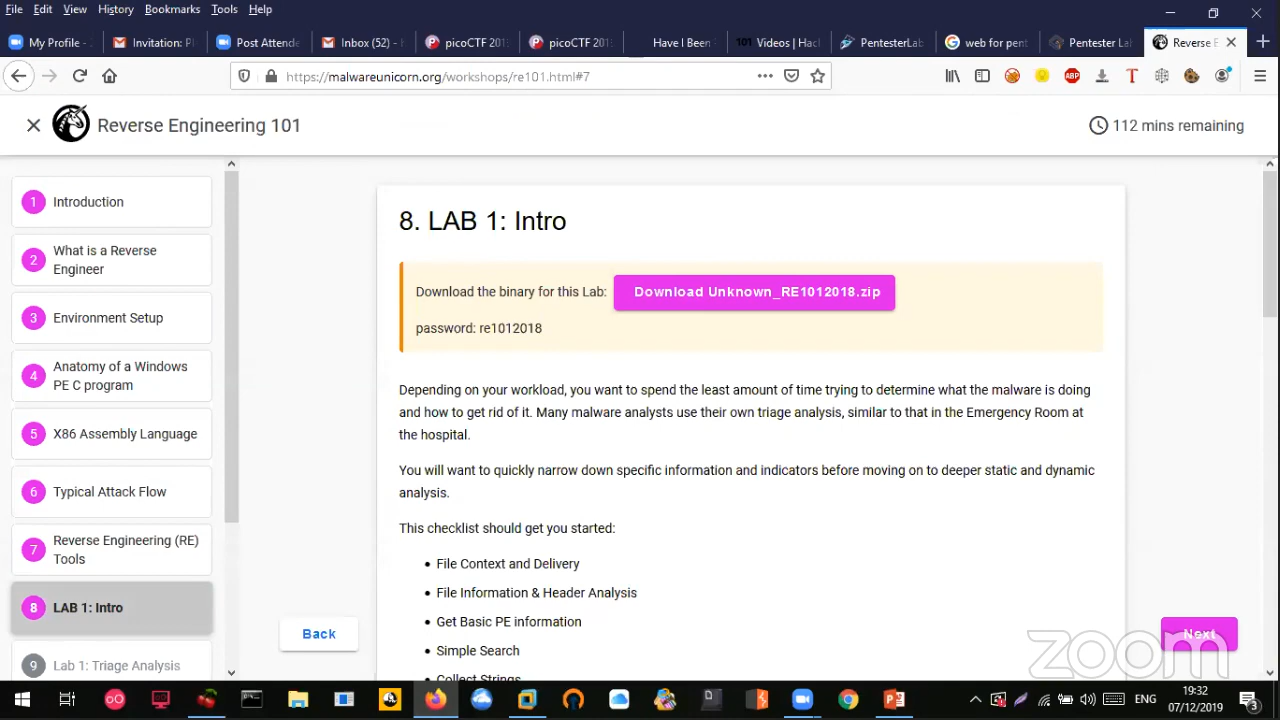 File Edit View History Bookmarks Tools Help
My Profile - Invitation: P Post Attende Inbox (52) - picoCTF 201 picoCTF 201 Have I Been 101 Videos | Hacl PentesterLab web for pent Pentester Lab Reverse E
https://malwareunicorn.org/workshops/re101.html#7
ABP
Reverse Engineering 101
112 mins remaining
1 Introduction
2 What is a Reverse
Engineer
3 Environment Setup
4 Anatomy of a Windows
PE C program
5 X86 Assembly Language
6 Typical Attack Flow
7 Reverse Engineering (RE)
Tools
8 LAB 1: Intro
9 Lab 1: Triage Analysis
8. LAB 1: Intro
Download the binary for this Lab: Download Unknown_RE1012018.zip
password: re1012018
Depending on your workload, you want to spend the least amount of time trying to determine what the malware is doing
and how to get rid of it. Many malware analysts use their own triage analysis, similar to that in the Emergency Room at
the hospital.
You will want to quickly narrow down specific information and indicators before moving on to deeper static and dynamic
analysis.
This checklist should get you started:
• File Context and Delivery
• File Information & Header Analysis
• Get Basic PE information
• Simple Search
• Collect Strings
Back
Next
zoom
ENG
19:32
07/12/2019
3